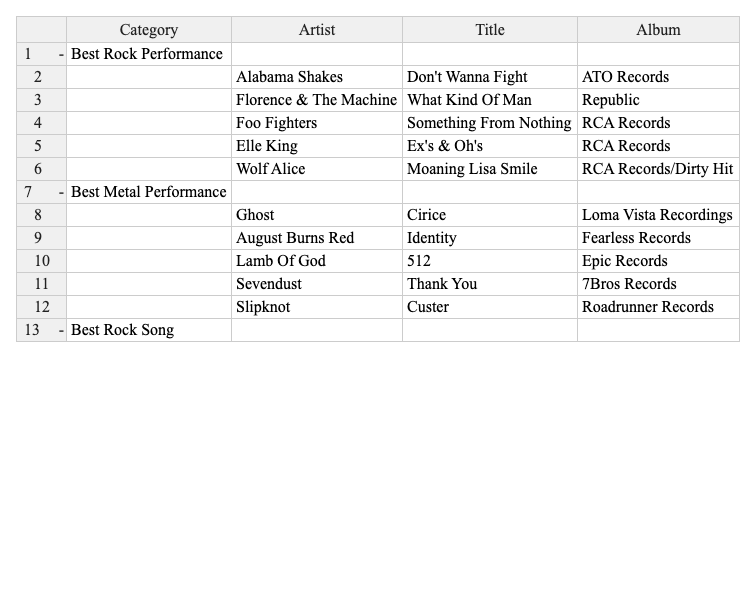 Category Artist Title Album
1 - Best Rock Performance
2 Alabama Shakes Don't Wanna Fight ATO Records
3 Florence & The Machine What Kind Of Man Republic
4 Foo Fighters Something From Nothing RCA Records
5 Elle King Ex's & Oh's RCA Records
6 Wolf Alice Moaning Lisa Smile RCA Records/Dirty Hit
7 - Best Metal Performance
8 Ghost Cirice Loma Vista Recordings
9 August Burns Red Identity Fearless Records
10 Lamb Of God 512 Epic Records
11 Sevendust Thank You 7Bros Records
12 Slipknot Custer Roadrunner Records
13 - Best Rock Song